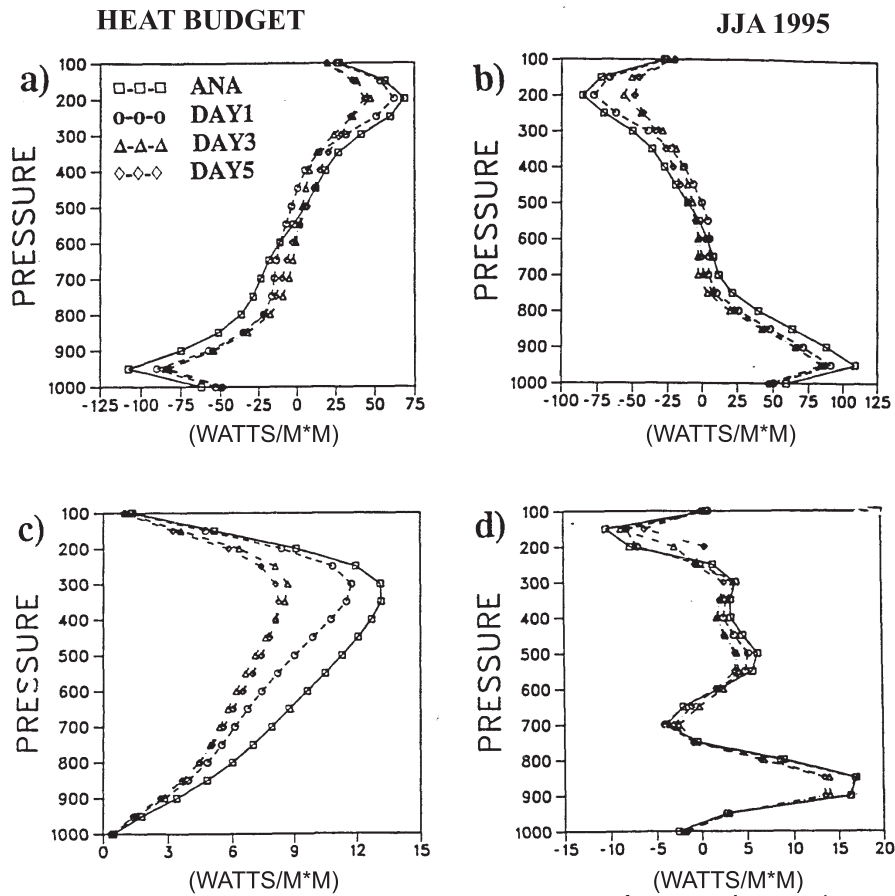 HEAT BUDGET
JJA 1995
a)
□-□-□ ANA
o-o-o DAY1
△-△-△ DAY3
◇-◇-◇ DAY5
PRESSURE
100
200
300
400
500
600
700
800
900
1000
-125 -100 -75 -50 -25 0 25 50 75
(WATTS/M*M)
b)
PRESSURE
100
200
300
400
500
600
700
800
900
1000
-100 -75 -50 -25 0 25 50 75 100 125
(WATTS/M*M)
c)
PRESSURE
100
200
300
400
500
600
700
800
900
1000
0 3 6 9 12 15
(WATTS/M*M)
d)
PRESSURE
100
200
300
400
500
600
700
800
900
1000
-15 -10 -5 0 5 10 15 20
(WATTS/M*M)